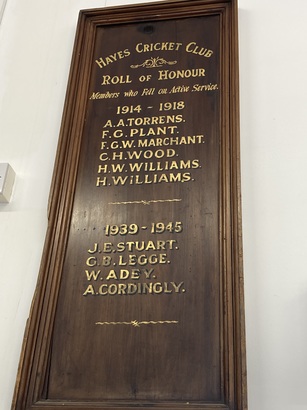 HAYES CRICKET CLUB
ROLL OF HONOUR
Members who Fell on Active Service.
1914 - 1918
A.A.TORRENS.
F.G.PLANT.
F.G.W.MARCHANT.
C.H.WOOD.
H.W.WILLIAMS.
H.WILLIAMS.
1939 - 1945
J.E.STUART.
G.B.LEGGE.
W.ADEY.
A.CORDINGLY.